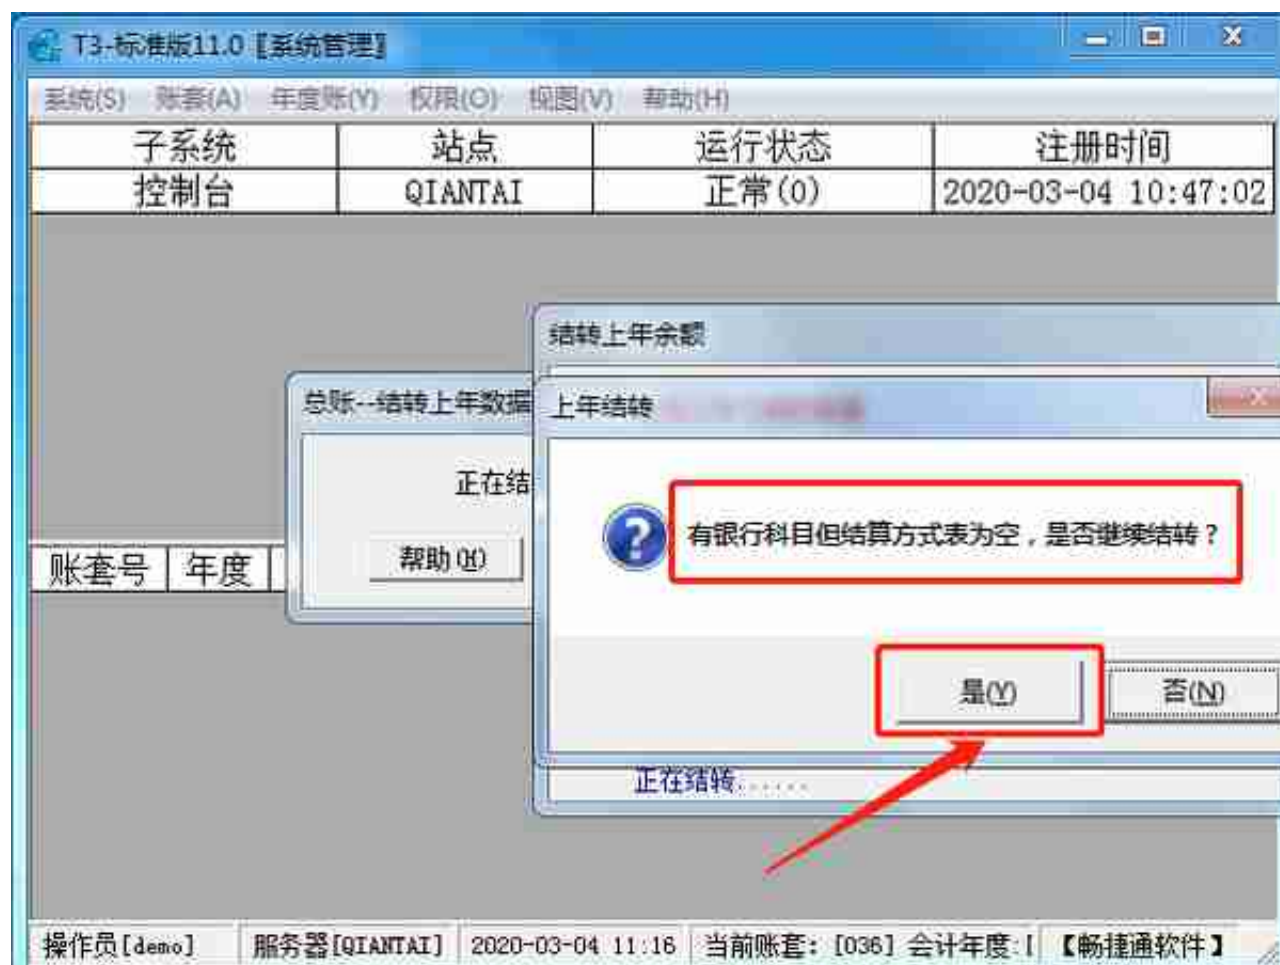 T3-标准版11.0【系统管理】
系统(S) 账套(A) 年度账(Y) 权限(O) 视图(V) 帮助(H)
子系统 站点 运行状态 注册时间
控制台 QIANTAI 正常(0) 2020-03-04 10:47:02
结转上年余额
总账--结转上年数据
上年结转
正在结
有银行科目但结算方式表为空，是否继续结转？
帮助(H)
账套号 年度
是(Y) 否(N)
正在结转......
操作员[demo] 服务器[QIANTAI] 2020-03-04 11:16 当前账套: [036] 会计年度:[ 【畅捷通软件】